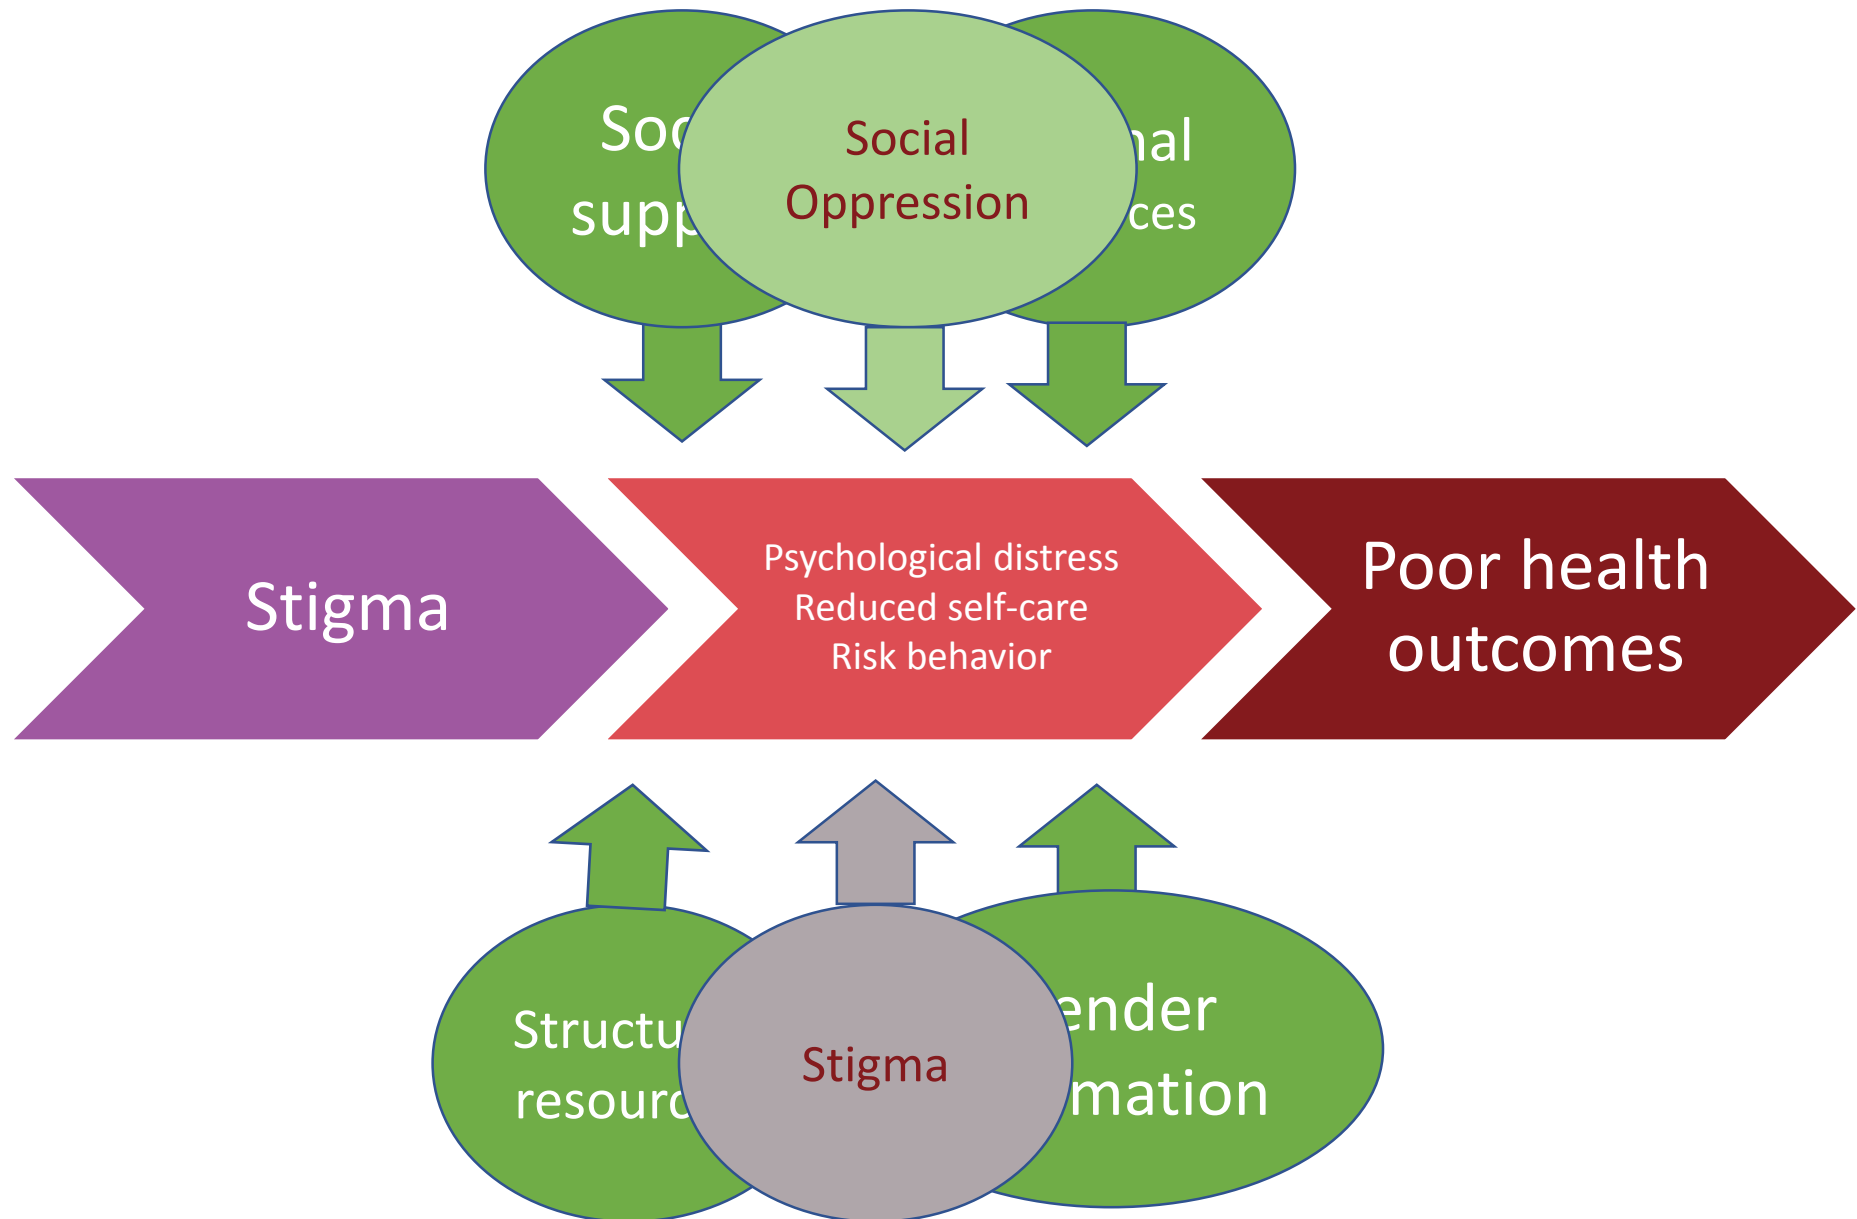 Soc
supp
Social
Oppression
nal
ces
Stigma
Psychological distress
Reduced self-care
Risk behavior
Poor health
outcomes
Structu
resourc
Stigma
ender
mation